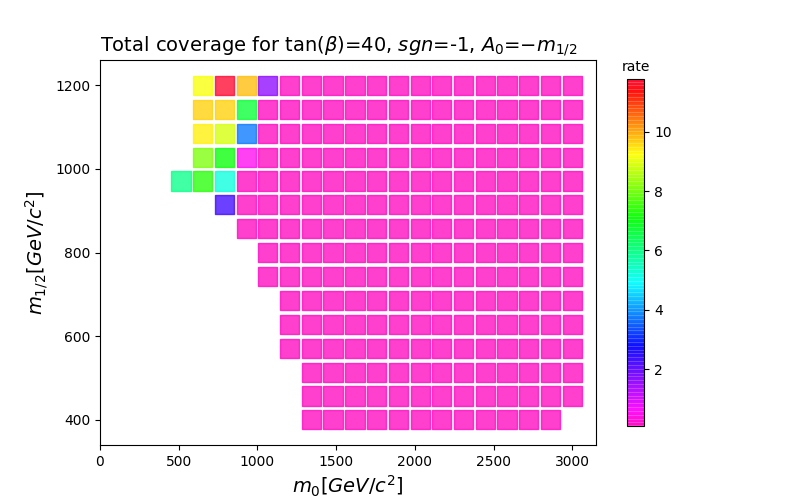 Total coverage for tan(β)=40, sgn=-1, A₀=−m₁/₂
rate
1200
1000
800
600
400
m₁/₂[GeV/c²]
0 500 1000 1500 2000 2500 3000
m₀[GeV/c²]
10
8
6
4
2